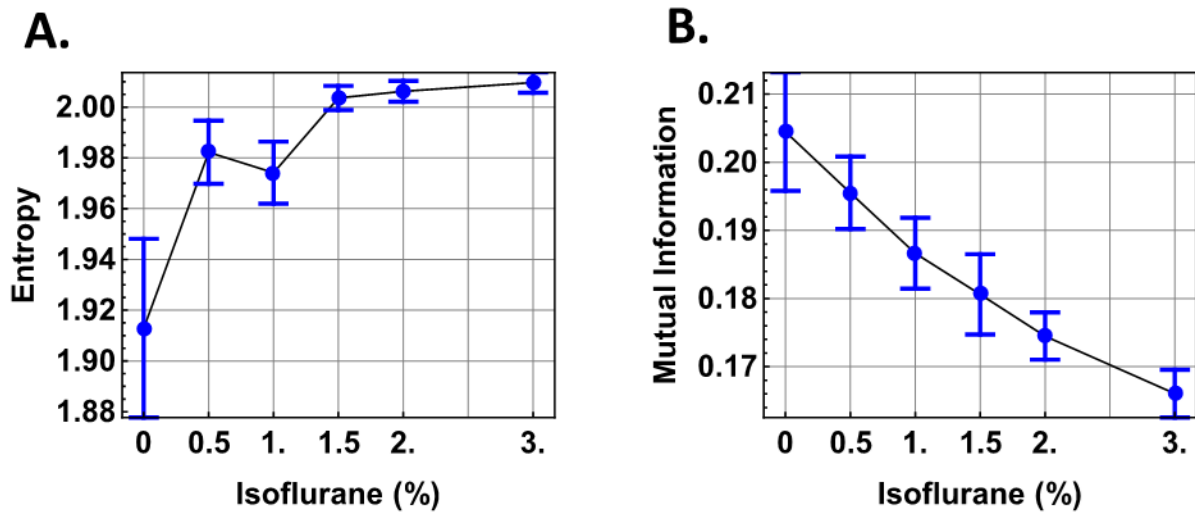 A.
Entropy
2.00
1.98
1.96
1.94
1.92
1.90
1.88
0 0.5 1. 1.5 2. 3.
Isoflurane (%)
B.
Mutual Information
0.21
0.20
0.19
0.18
0.17
0 0.5 1. 1.5 2. 3.
Isoflurane (%)